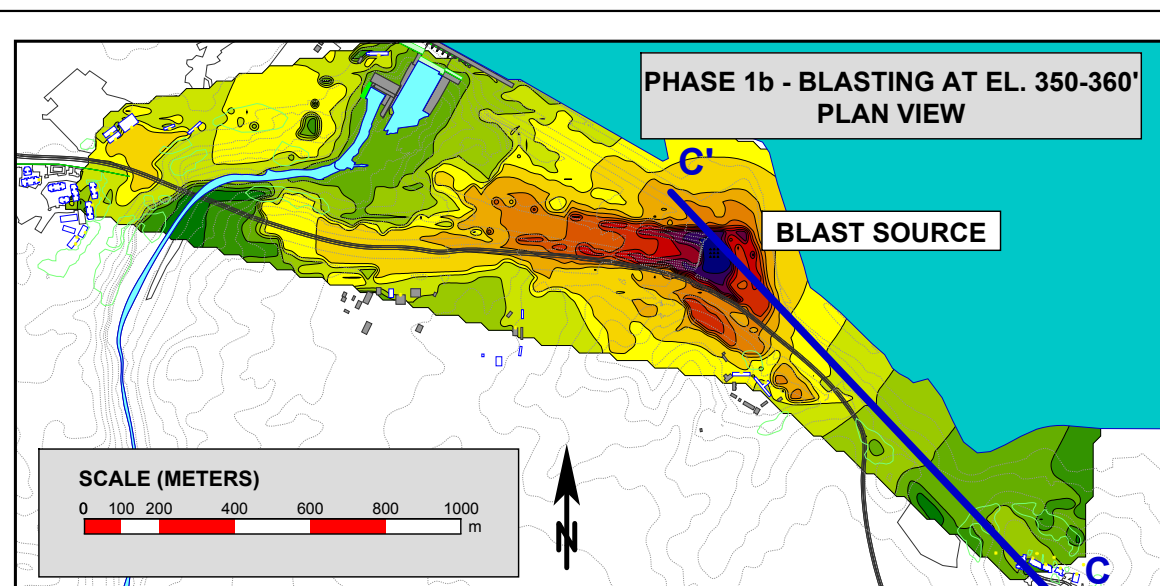 PHASE 1b - BLASTING AT EL. 350-360'
PLAN VIEW
C'
BLAST SOURCE
SCALE (METERS)
0 100 200 400 600 800 1000
m
N
C